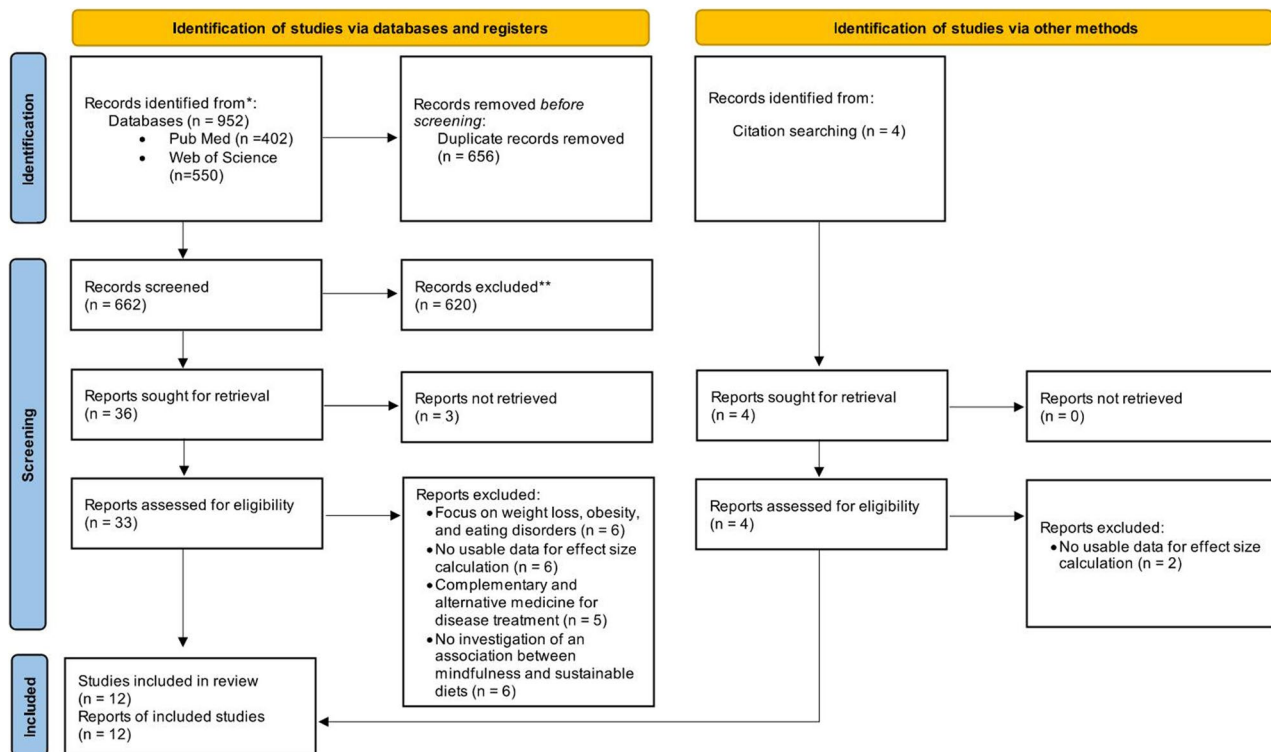 Identification of studies via databases and registers
Identification of studies via other methods
Identification
Records identified from*:
Databases (n = 952)
• Pub Med (n =402)
• Web of Science
(n=550)
Records removed before
screening:
Duplicate records removed
(n = 656)
Records identified from:
Citation searching (n = 4)
Screening
Records screened
(n = 662)
Records excluded**
(n = 620)
Reports sought for retrieval
(n = 36)
Reports not retrieved
(n = 3)
Reports sought for retrieval
(n = 4)
Reports not retrieved
(n = 0)
Reports assessed for eligibility
(n = 33)
Reports excluded:
•Focus on weight loss, obesity,
and eating disorders (n = 6)
•No usable data for effect size
calculation (n = 6)
•Complementary and
alternative medicine for
disease treatment (n = 5)
•No investigation of an
association between
mindfulness and sustainable
diets (n = 6)
Reports assessed for eligibility
(n = 4)
Reports excluded:
•No usable data for effect size
calculation (n = 2)
Included
Studies included in review
(n = 12)
Reports of included studies
(n = 12)